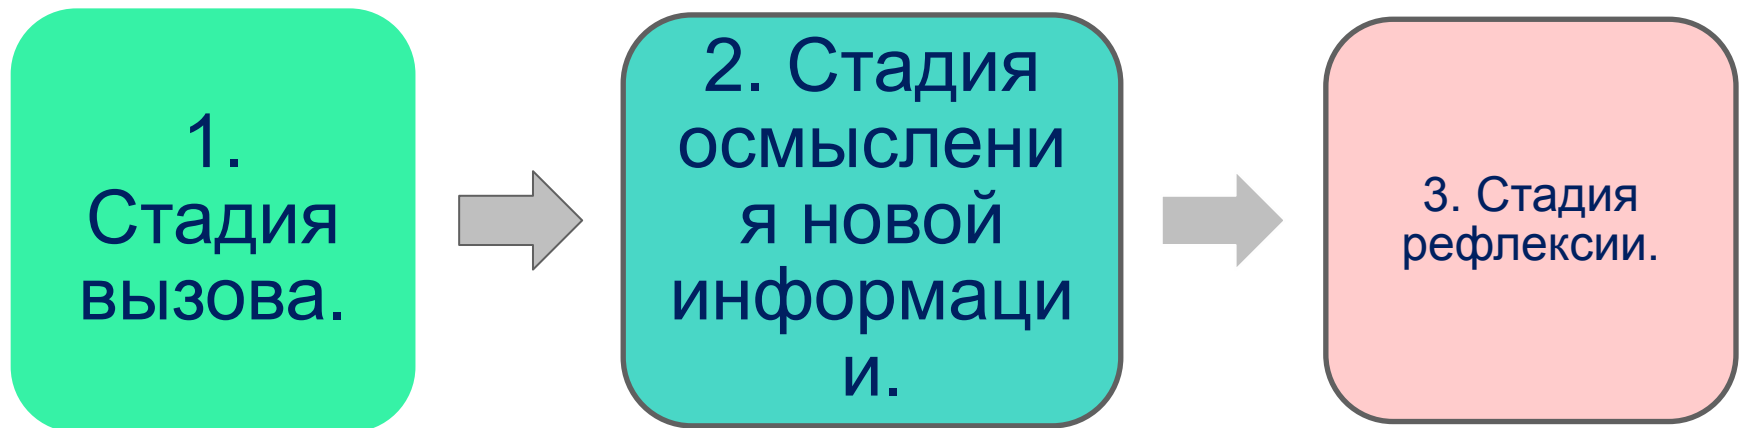 1.
Стадия
вызова.
2. Стадия
осмыслени
я новой
информаци
и.
3. Стадия
рефлексии.